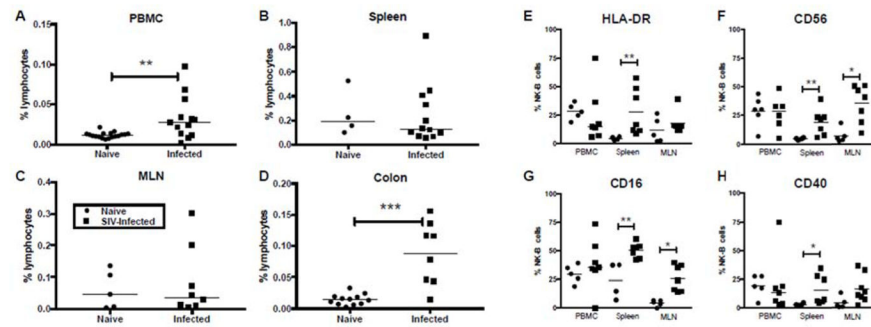 A PBMC
% lymphocytes
0.15
0.10
0.05
0.00
**
Naive Infected
B Spleen
% lymphocytes
1.0
0.8
0.6
0.4
0.2
0.0
Naive Infected
C MLN
% lymphocytes
0.4
0.3
0.2
0.1
0.0
Naive
SIV-Infected
Naive Infected
D Colon
% lymphocytes
0.20
0.15
0.10
0.05
0.00
***
Naive Infected
E HLA-DR
% NK-B cells
100
75
50
25
0
**
PBMC Spleen MLN
F CD56
% NK-B cells
100
75
50
25
0
** *
PBMC Spleen MLN
G CD16
% NK-B cells
100
75
50
25
0
** *
PBMC Spleen MLN
H CD40
% NK-B cells
100
75
50
25
0
*
PBMC Spleen MLN